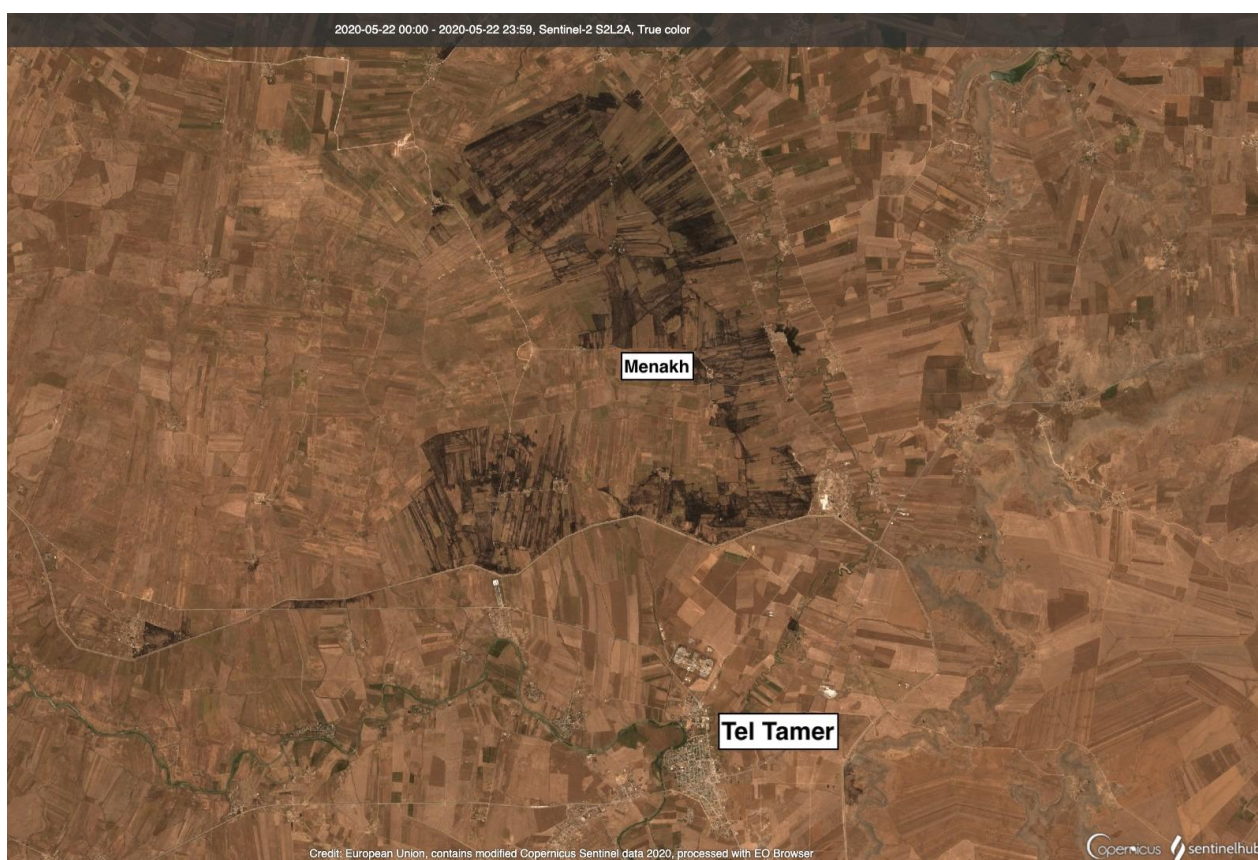 2020-05-22 00:00 - 2020-05-22 23:59, Sentinel-2 S2L2A, True color
Menakh
Tel Tamer
Credit: European Union, contains modified Copernicus Sentinel data 2020, processed with EO Browser
Copernicus sentinelhub